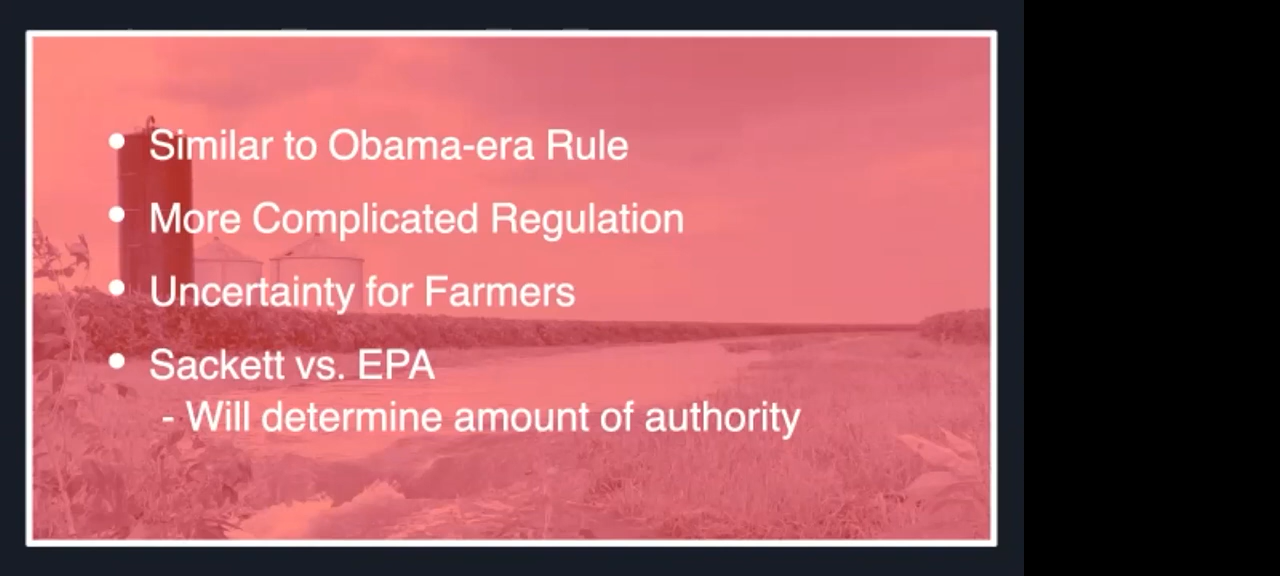 • Similar to Obama-era Rule
• More Complicated Regulation
• Uncertainty for Farmers
• Sackett vs. EPA
- Will determine amount of authority